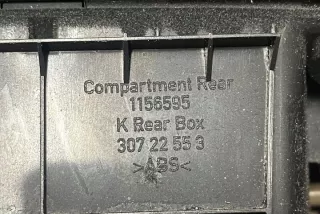 Compartment Rear
1156595
K Rear Box
307 22 55 3
>ABS<